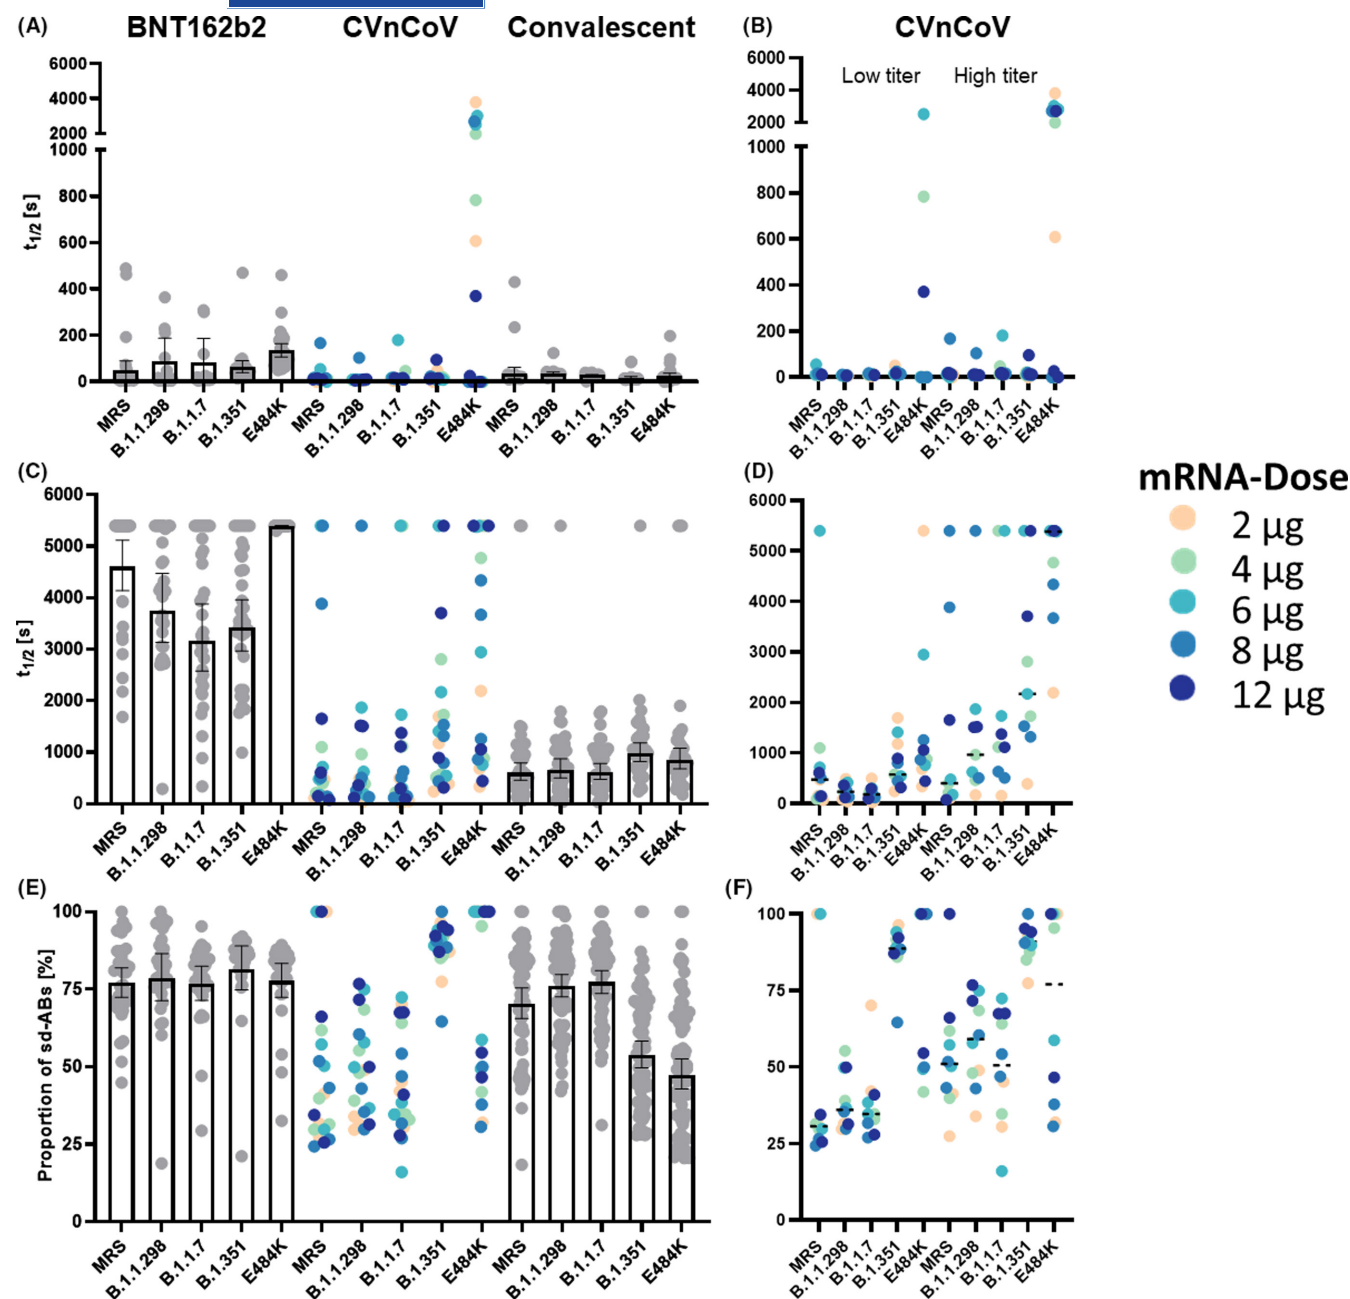 (A) BNT162b2 CVnCoV Convalescent
6000
4000
2000
1000
800
600
400
200
0
t1/2 [s]
MRS B.1.1.298 B.1.1.7 B.1.351 E484K MRS B.1.1.298 B.1.1.7 B.1.351 E484K MRS B.1.1.298 B.1.1.7 B.1.351 E484K
(B) CVnCoV
Low titer High titer
6000
4000
2000
1000
800
600
400
200
0
MRS B.1.1.298 B.1.1.7 B.1.351 E484K MRS B.1.1.298 B.1.1.7 B.1.351 E484K
(C)
6000
5000
4000
3000
2000
1000
0
t1/2 [s]
MRS B.1.1.298 B.1.1.7 B.1.351 E484K MRS B.1.1.298 B.1.1.7 B.1.351 E484K MRS B.1.1.298 B.1.1.7 B.1.351 E484K
(D)
6000
5000
4000
3000
2000
1000
0
MRS B.1.1.298 B.1.1.7 B.1.351 E484K MRS B.1.1.298 B.1.1.7 B.1.351 E484K
mRNA-Dose
2 µg
4 µg
6 µg
8 µg
12 µg
(E)
100
75
50
25
0
Proportion of sd-ABs [%]
MRS B.1.1.298 B.1.1.7 B.1.351 E484K MRS B.1.1.298 B.1.1.7 B.1.351 E484K MRS B.1.1.298 B.1.1.7 B.1.351 E484K
(F)
100
75
50
25
0
MRS B.1.1.298 B.1.1.7 B.1.351 E484K MRS B.1.1.298 B.1.1.7 B.1.351 E484K